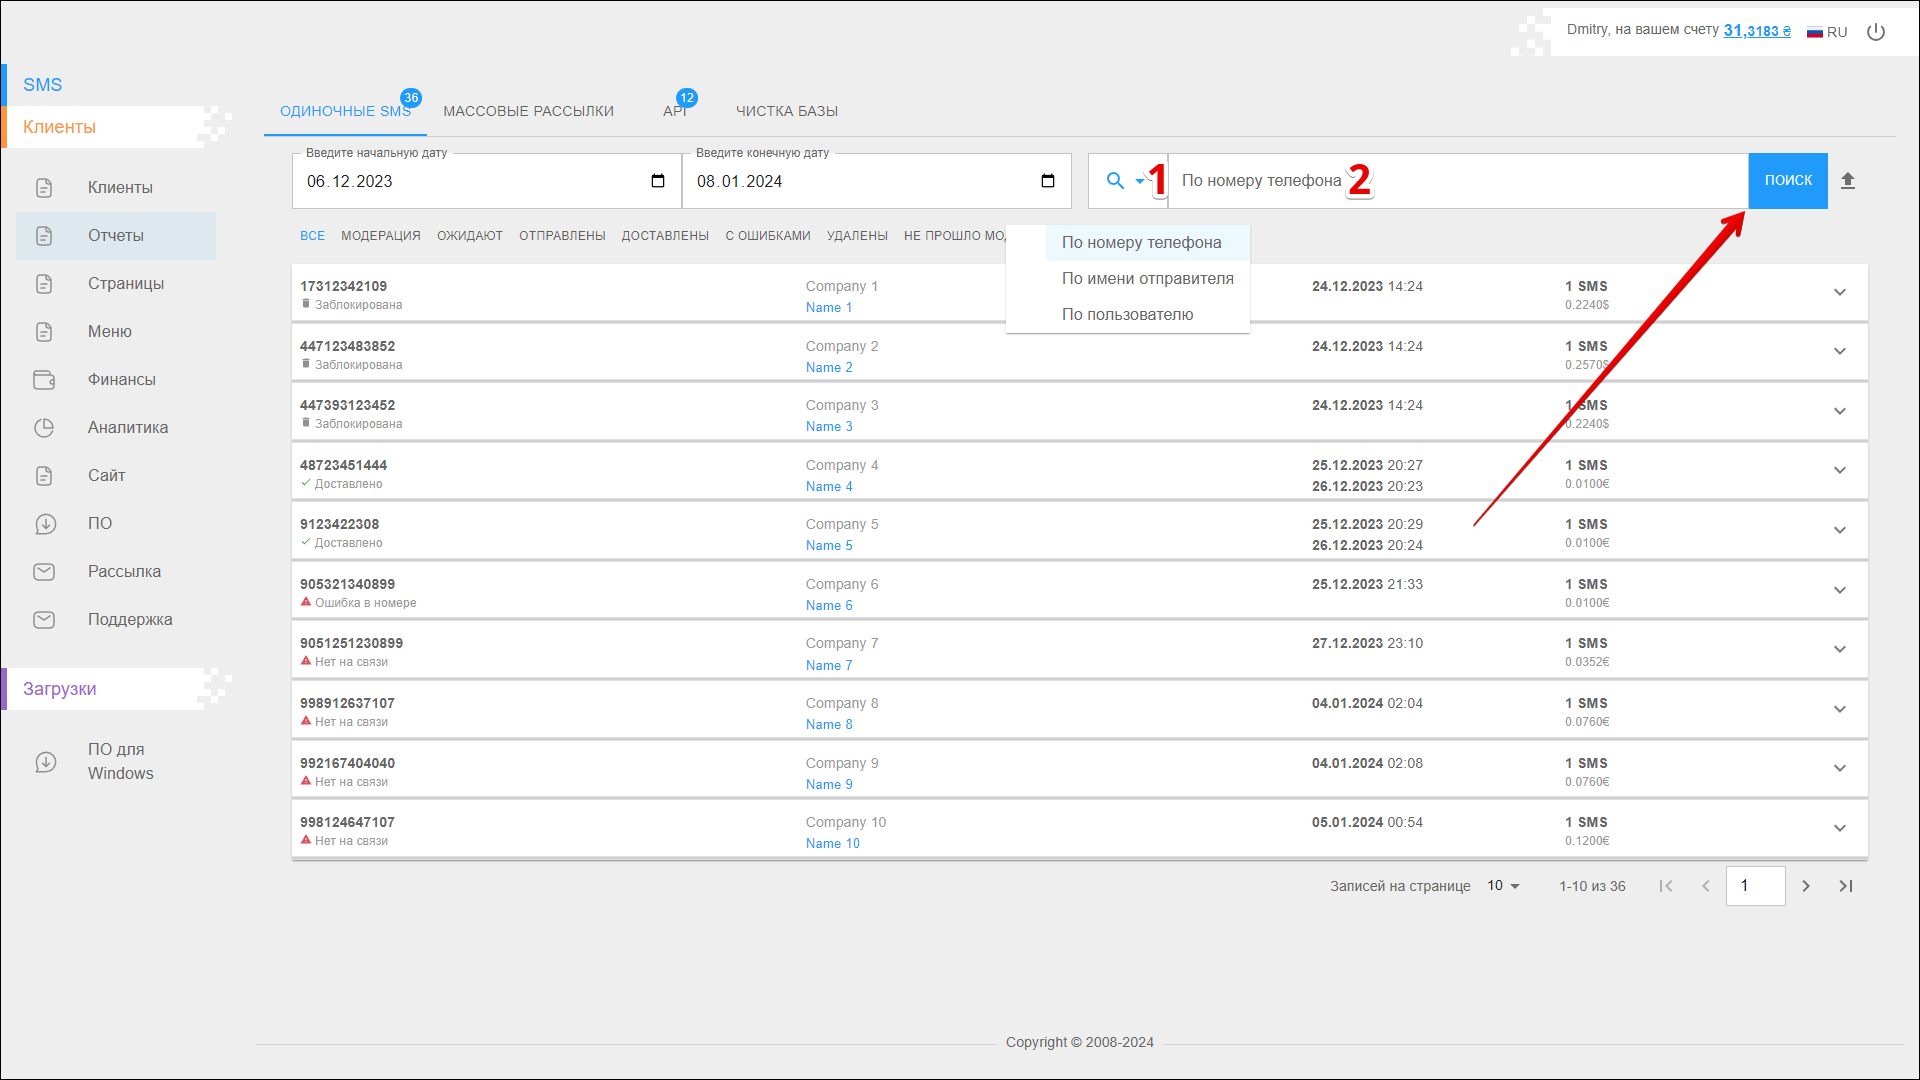 Dmitry, на вашем счету 31,3183 ₴ RU
SMS
Клиенты
Клиенты
Отчеты
Страницы
Меню
Финансы
Аналитика
Сайт
ПО
Рассылка
Поддержка
Загрузки
ПО для
Windows
ОДИНОЧНЫЕ SMS 36 МАССОВЫЕ РАССЫЛКИ API 12 ЧИСТКА БАЗЫ
Введите начальную дату
06.12.2023
Введите конечную дату
08.01.2024
1 По номеру телефона 2 ПОИСК
ВСЕ МОДЕРАЦИЯ ОЖИДАЮТ ОТПРАВЛЕНЫ ДОСТАВЛЕНЫ С ОШИБКАМИ УДАЛЕНЫ НЕ ПРОШЛО
По номеру телефона
По имени отправителя
По пользователю
17312342109 Company 1 24.12.2023 14:24 1 SMS
Заблокирована Name 1 0.2240$
447123483852 Company 2 24.12.2023 14:24 1 SMS
Заблокирована Name 2 0.2570$
447393123452 Company 3 24.12.2023 14:24 1 SMS
Заблокирована Name 3 0.2240$
48723451444 Company 4 25.12.2023 20:27 1 SMS
Доставлено Name 4 26.12.2023 20:23 0.0100€
9123422308 Company 5 25.12.2023 20:29 1 SMS
Доставлено Name 5 26.12.2023 20:24 0.0100€
905321340899 Company 6 25.12.2023 21:33 1 SMS
Ошибка в номере Name 6 0.0100€
9051251230899 Company 7 27.12.2023 23:10 1 SMS
Нет на связи Name 7 0.0352€
998912637107 Company 8 04.01.2024 02:04 1 SMS
Нет на связи Name 8 0.0760€
992167404040 Company 9 04.01.2024 02:08 1 SMS
Нет на связи Name 9 0.0760€
998124647107 Company 10 05.01.2024 00:54 1 SMS
Нет на связи Name 10 0.1200€
Записей на странице 10 1-10 из 36 1
Copyright © 2008-2024